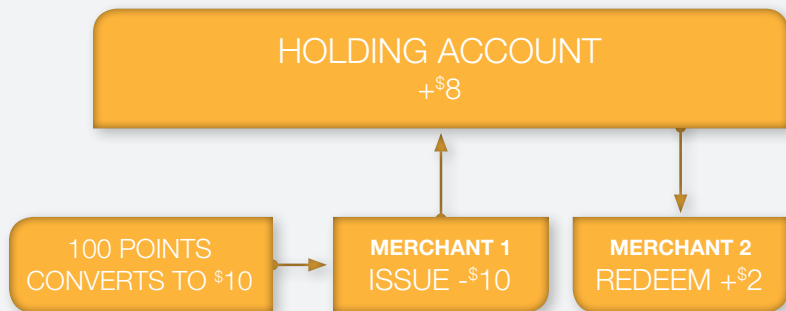 HOLDING ACCOUNT
+$8
100 POINTS
CONVERTS TO $10
MERCHANT 1
ISSUE -$10
MERCHANT 2
REDEEM +$2